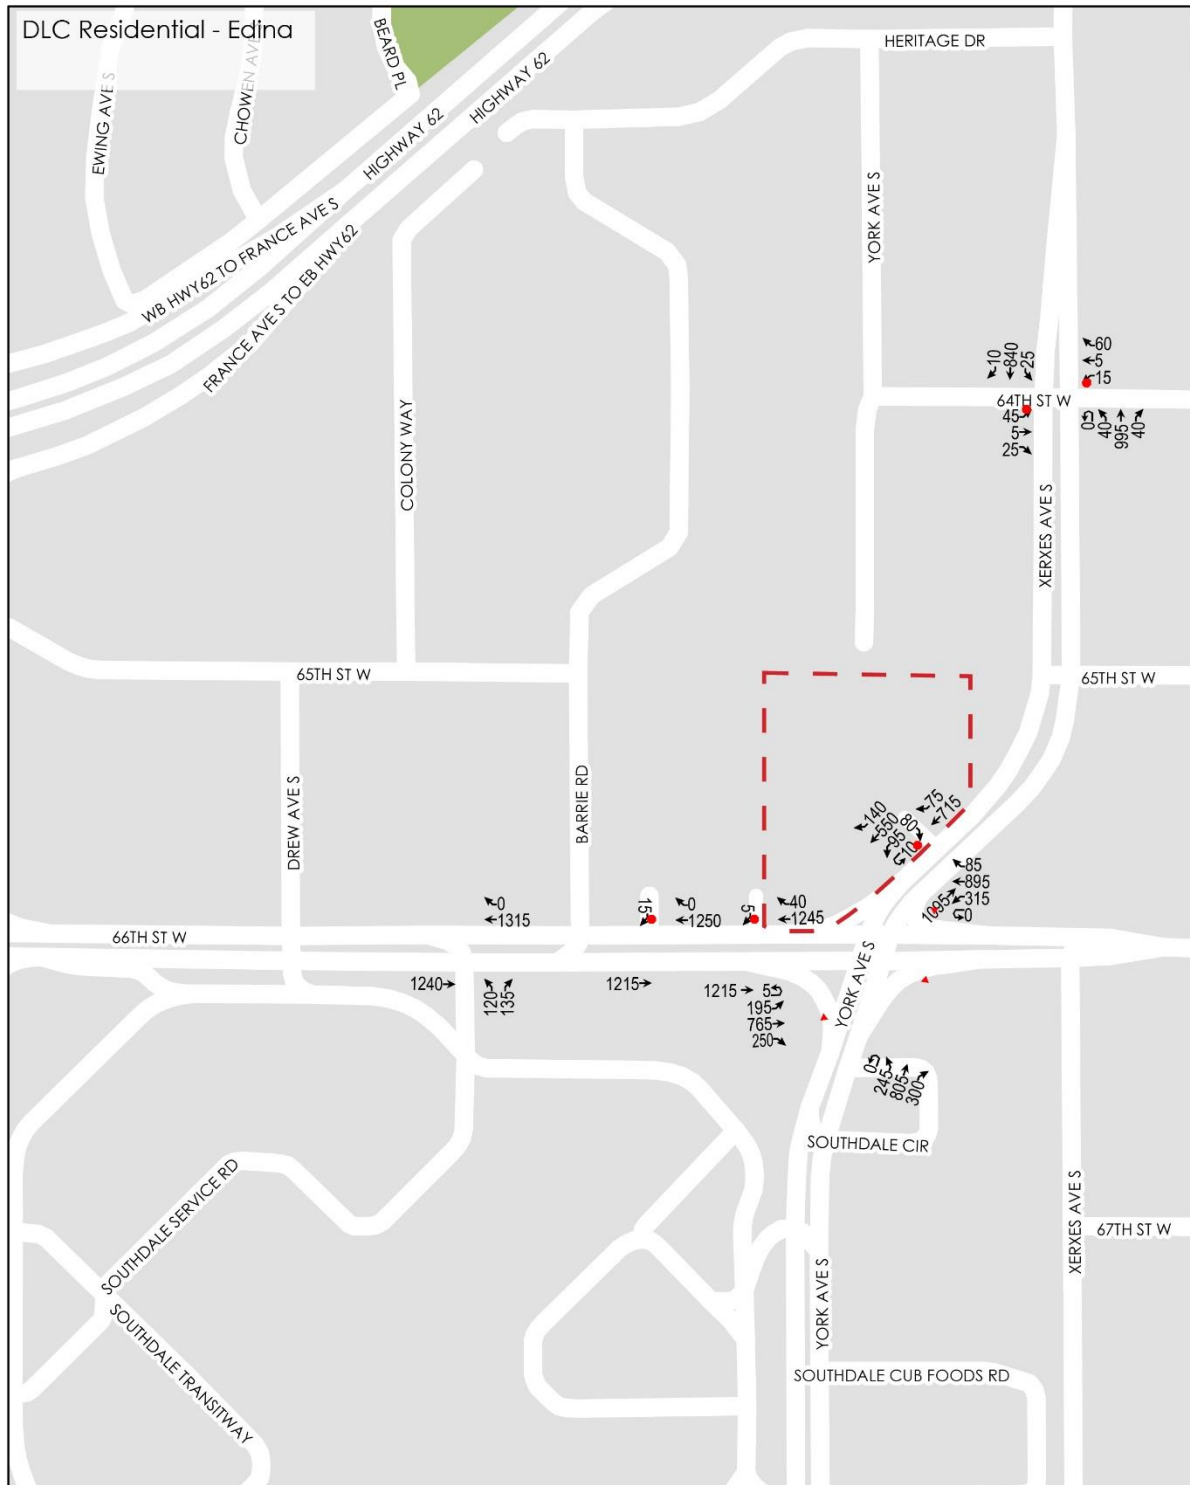 DLC Residential - Edina
BEARD PL
HERITAGE DR
EWING AVE S
CHOWEN AVE
HIGHWAY 62
HIGHWAY 62
WB HWY62 TO FRANCE AVE S
FRANCE AVE S TO EB HWY62
YORK AVE S
10
840
25
60
5
15
64TH ST W
45
5
25
0
40
995
40
COLONY WAY
XERXES AVE S
65TH ST W
65TH ST W
DREW AVE S
BARRIE RD
75
715
80
140
550
95
10
85
895
315
0
1095
0
1315
15
0
1250
5
40
1245
66TH ST W
YORK AVE S
1240
120
135
1215
1215
5
195
765
250
0
245
805
300
SOUTHDALE CIR
SOUTHDALE SERVICE RD
XERXES AVE S
67TH ST W
YORK AVE S
SOUTHDALE TRANSITWAY
SOUTHDALE CUB FOODS RD